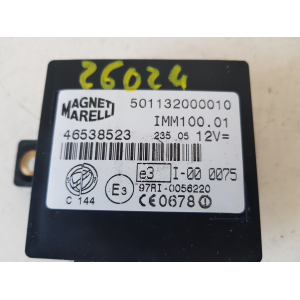 26024
MAGNETI MARELLI
501132000010
IMM100.01
46538523
235 05 12V=
e3 I-00 0075
E3
97RI-0056220
C 144
CE0678